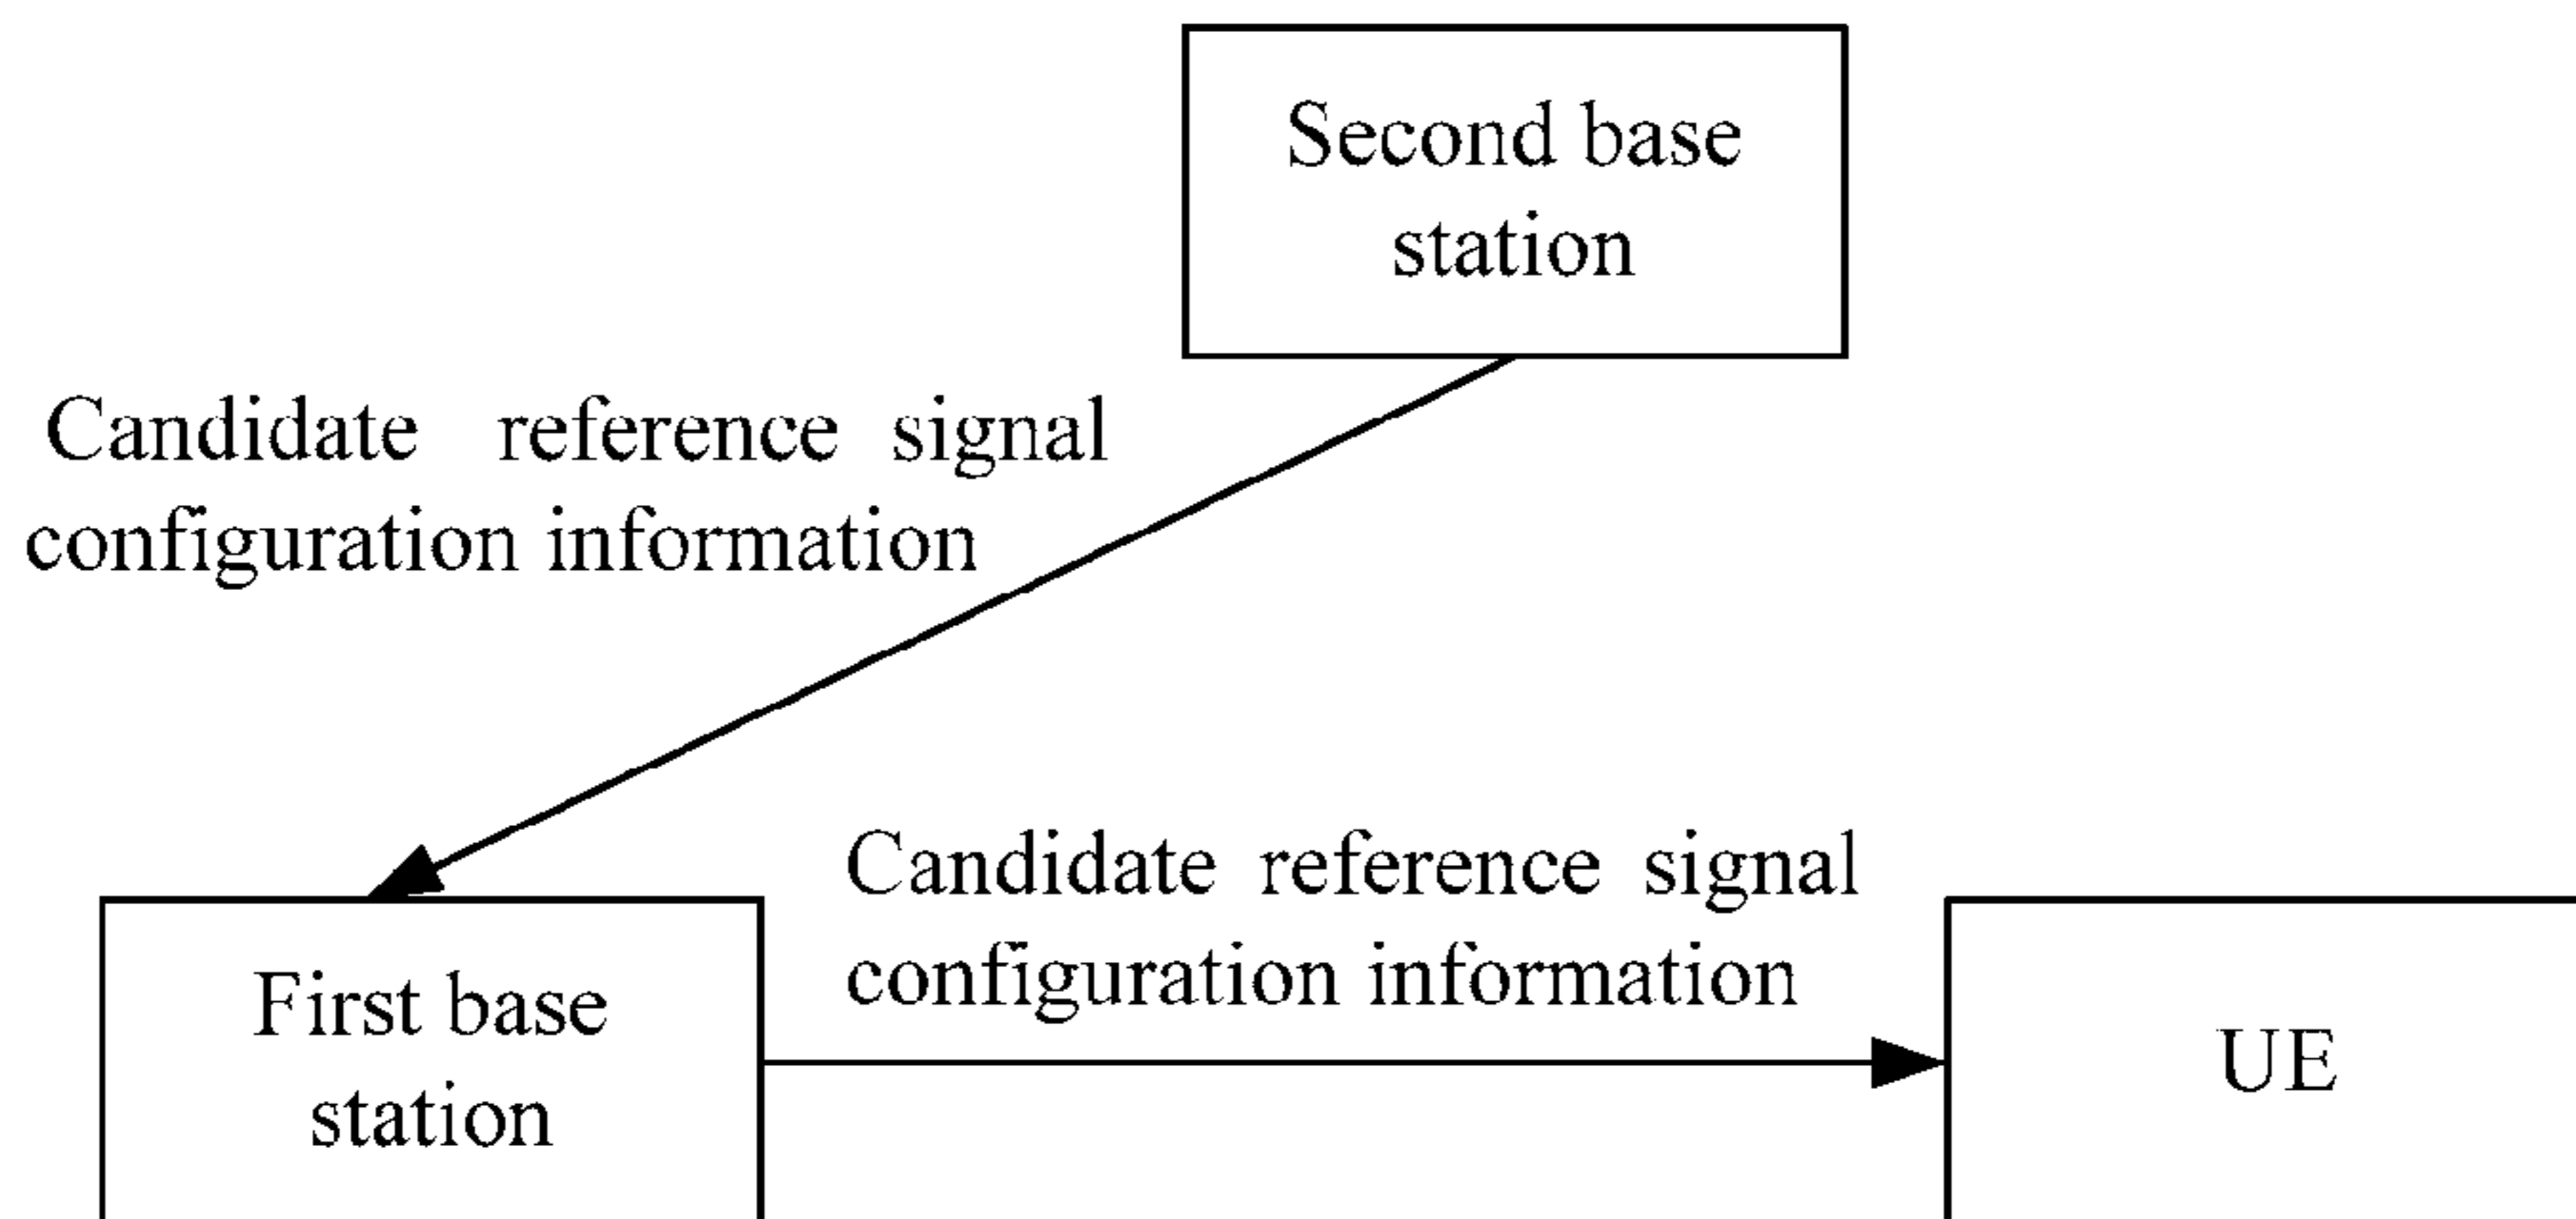 Second base
station
Candidate reference signal
configuration information
Candidate reference signal
configuration information
First base
station
UE